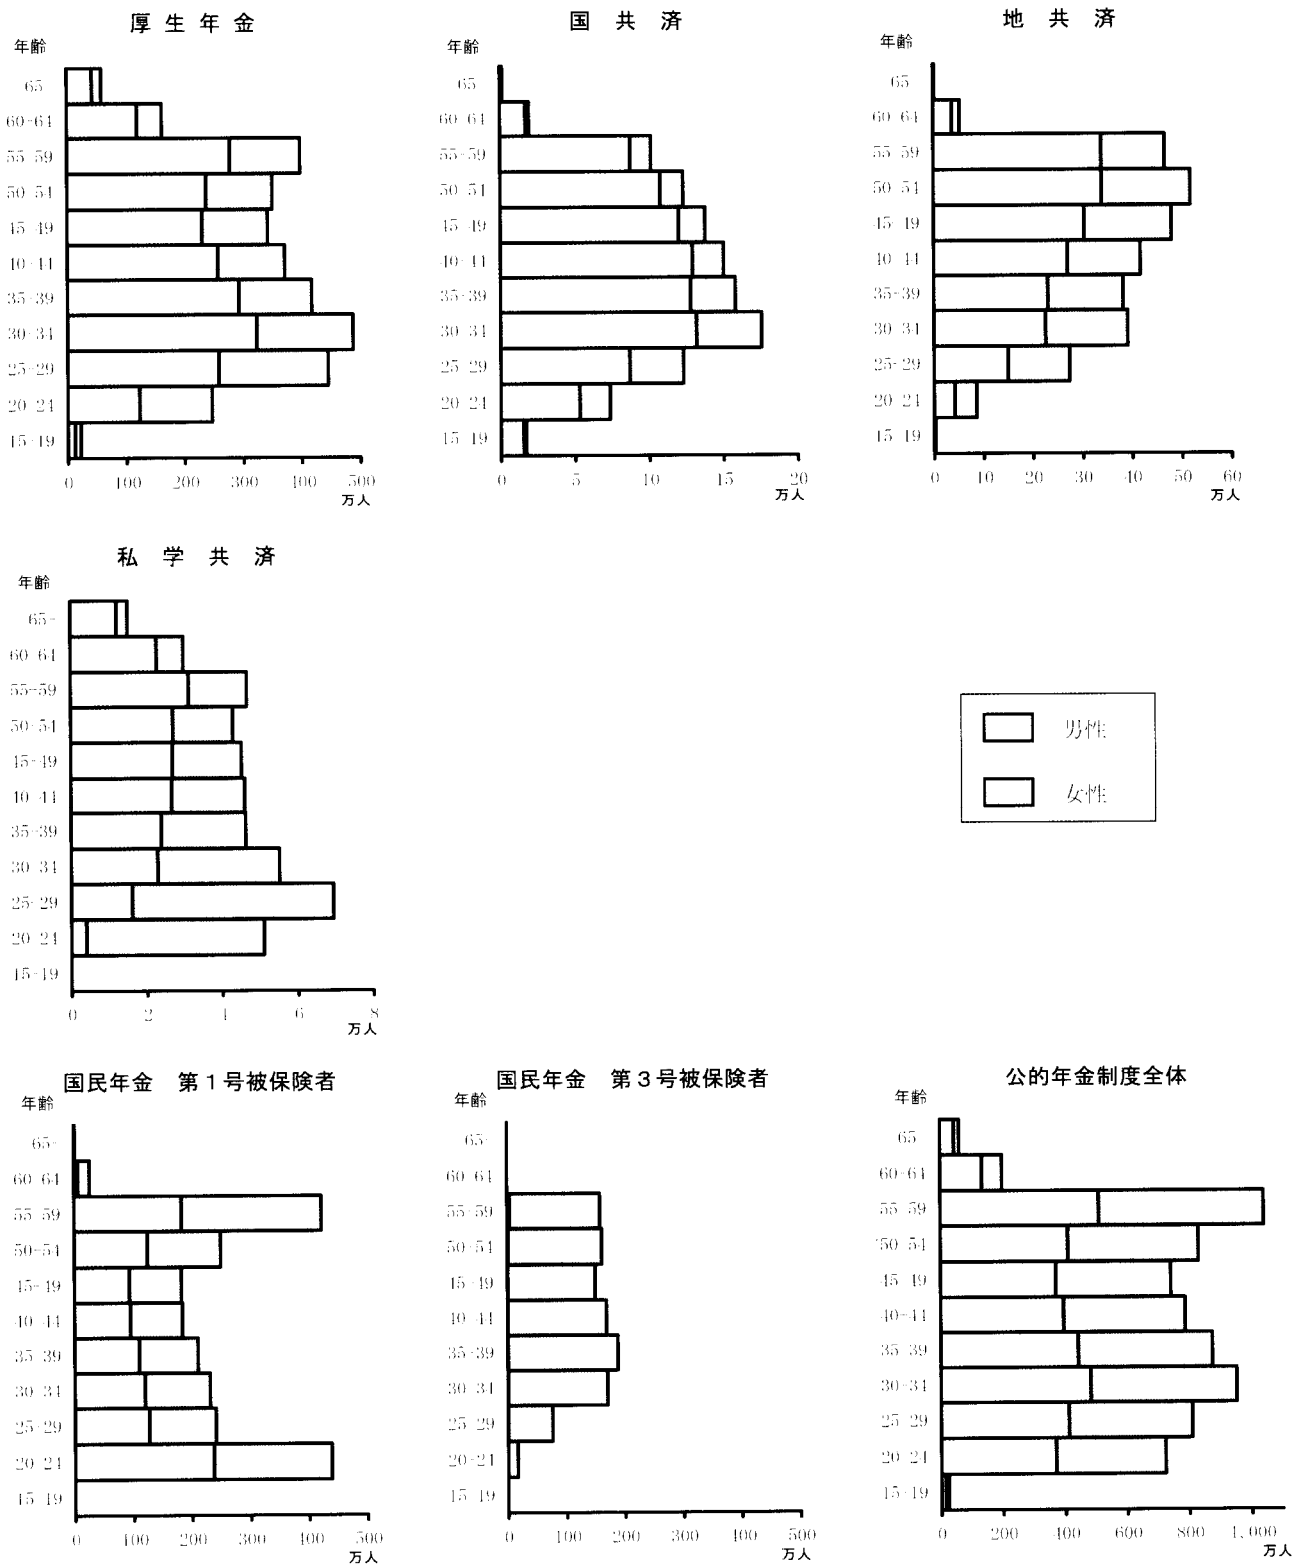 厚生年金
年齢
65
60-64
55 59
50-54
45-49
40-44
35-39
30-34
25-29
20 24
15-19
0 100 200 300 400 500
万人
国共済
年齢
65
60 64
55-59
50-54
45-49
40-44
35-39
30 34
25 29
20 24
15 19
0 5 10 15 20
万人
地共済
年齢
65
60 64
55 59
50-54
45-49
40-44
35-39
30 34
25-29
20 24
15 19
0 10 20 30 40 50 60
万人
私学共済
年齢
65-
60 64
55-59
50-54
45-49
40-44
35-39
30 34
25-29
20 24
15-19
0 2 4 6 8
万人
男性
女性
国民年金 第1号被保険者
年齢
65-
60 64
55 59
50-54
45-49
40-44
35-39
30-34
25-29
20-24
15-19
0 100 200 300 400 500
万人
国民年金 第3号被保険者
年齢
65-
60 64
55-59
50-54
45-49
40-44
35-39
30-34
25-29
20-24
15-19
0 100 200 300 400 500
万人
公的年金制度全体
年齢
65
60-64
55 59
50-54
45-49
40-44
35-39
30-34
25-29
20-24
15-19
0 200 400 600 800 1,000
万人